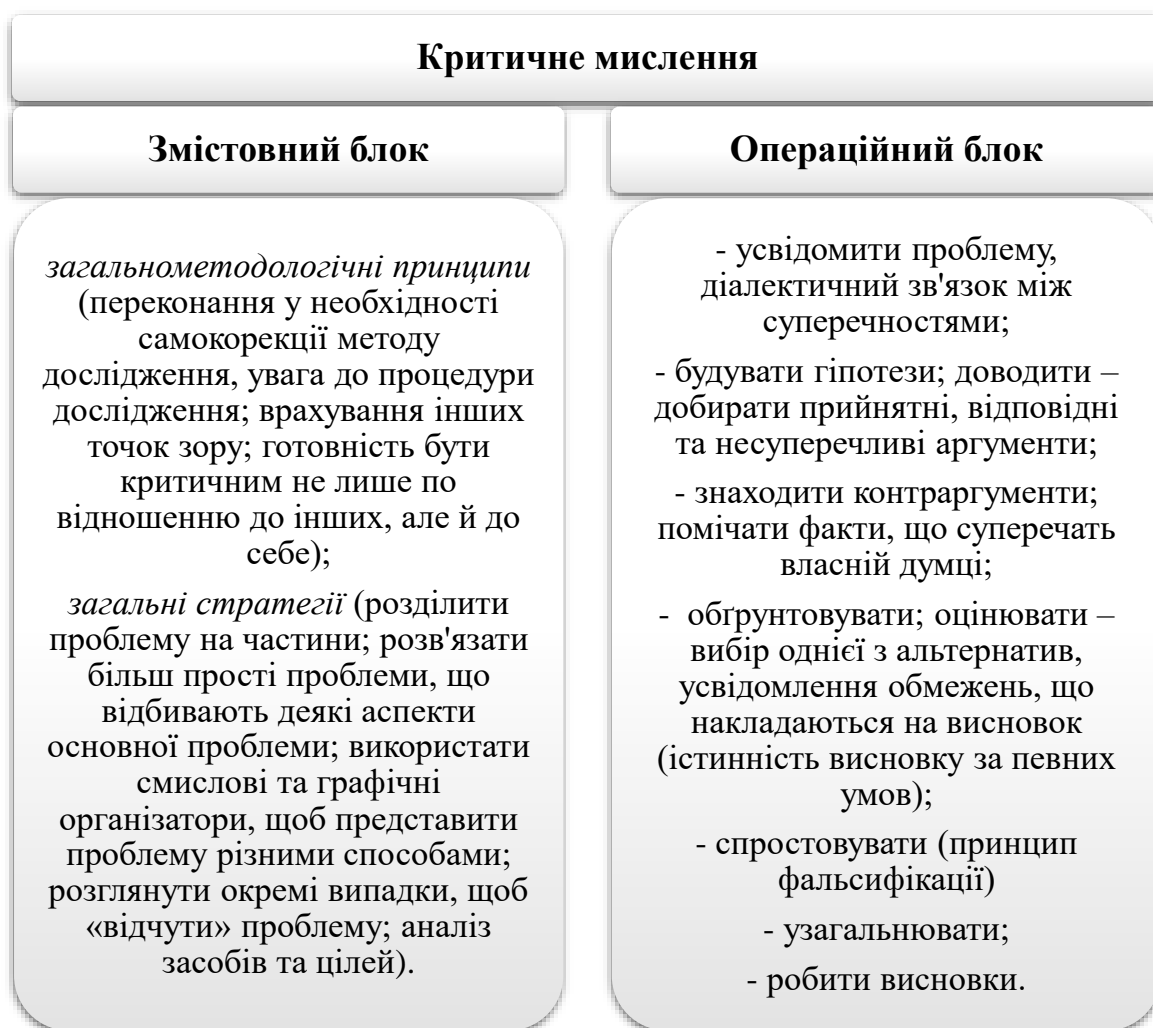 Критичне мислення
Змістовний блок
загальнометодологічні принципи
(переконання у необхідності
самокорекції методу
дослідження, увага до процедури
дослідження; врахування інших
точок зору; готовність бути
критичним не лише по
відношенню до інших, але й до
себе);
загальні стратегії (розділити
проблему на частини; розв'язати
більш прості проблеми, що
відбивають деякі аспекти
основної проблеми; використати
смислові та графічні
організатори, щоб представити
проблему різними способами;
розглянути окремі випадки, щоб
«відчути» проблему; аналіз
засобів та цілей).
Операційний блок
- усвідомити проблему,
діалектичний зв'язок між
суперечностями;
- будувати гіпотези; доводити –
добирати прийнятні, відповідні
та несуперечливі аргументи;
- знаходити контраргументи;
помічати факти, що суперечать
власній думці;
- обґрунтовувати; оцінювати –
вибір однієї з альтернатив,
усвідомлення обмежень, що
накладаються на висновок
(істинність висновку за певних
умов);
- спростовувати (принцип
фальсифікації)
- узагальнювати;
- робити висновки.